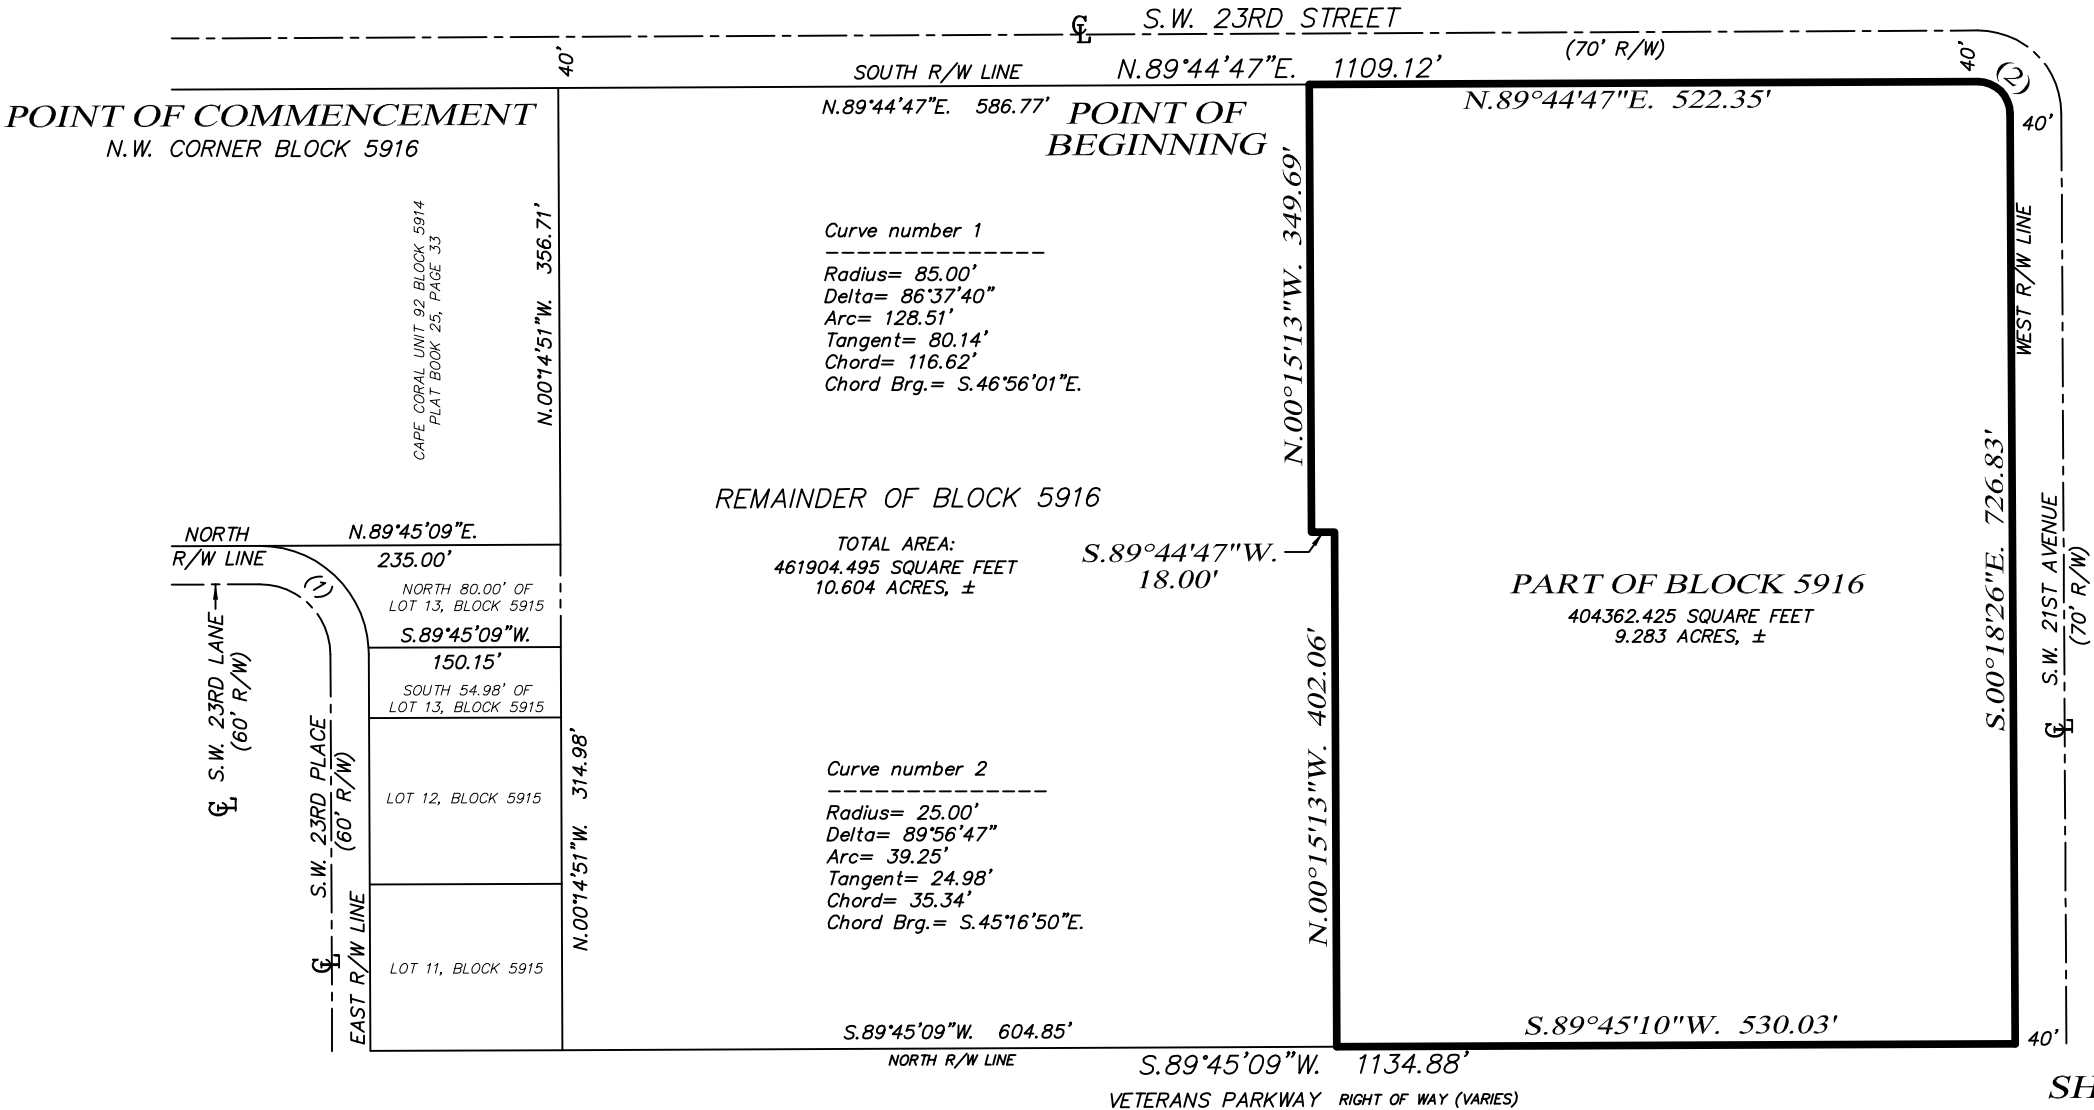 ℄ S.W. 23RD STREET
(70' R/W)
40'
40'
(2)
SOUTH R/W LINE N.89°44'47"E. 1109.12'
N.89°44'47"E. 522.35'
POINT OF COMMENCEMENT
N.W. CORNER BLOCK 5916
N.89°44'47"E. 586.77'
POINT OF
BEGINNING
40'
CAPE CORAL UNIT 92 BLOCK 5914
PLAT BOOK 25, PAGE 33
N.00°14'51"W. 356.71'
Curve number 1
Radius= 85.00'
Delta= 86°37'40"
Arc= 128.51'
Tangent= 80.14'
Chord= 116.62'
Chord Brg.= S.46°56'01"E.
N.00°15'13"W. 349.69'
WEST R/W LINE
REMAINDER OF BLOCK 5916
TOTAL AREA:
461904.495 SQUARE FEET
10.604 ACRES, ±
S.89°44'47"W.
18.00'
PART OF BLOCK 5916
404362.425 SQUARE FEET
9.283 ACRES, ±
S.00°18'26"E. 726.83'
℄ S.W. 21ST AVENUE
(70' R/W)
NORTH
R/W LINE
N.89°45'09"E.
235.00'
(1)
NORTH 80.00' OF
LOT 13, BLOCK 5915
S.89°45'09"W.
150.15'
SOUTH 54.98' OF
LOT 13, BLOCK 5915
℄ S.W. 23RD LANE
(60' R/W)
℄ S.W. 23RD PLACE
(60' R/W)
EAST R/W LINE
LOT 12, BLOCK 5915
LOT 11, BLOCK 5915
N.00°14'51"W. 314.98'
Curve number 2
Radius= 25.00'
Delta= 89°56'47"
Arc= 39.25'
Tangent= 24.98'
Chord= 35.34'
Chord Brg.= S.45°16'50"E.
N.00°15'13"W. 402.06'
S.89°45'09"W. 604.85'
NORTH R/W LINE
S.89°45'10"W. 530.03'
40'
S.89°45'09"W. 1134.88'
VETERANS PARKWAY RIGHT OF WAY (VARIES)
SH